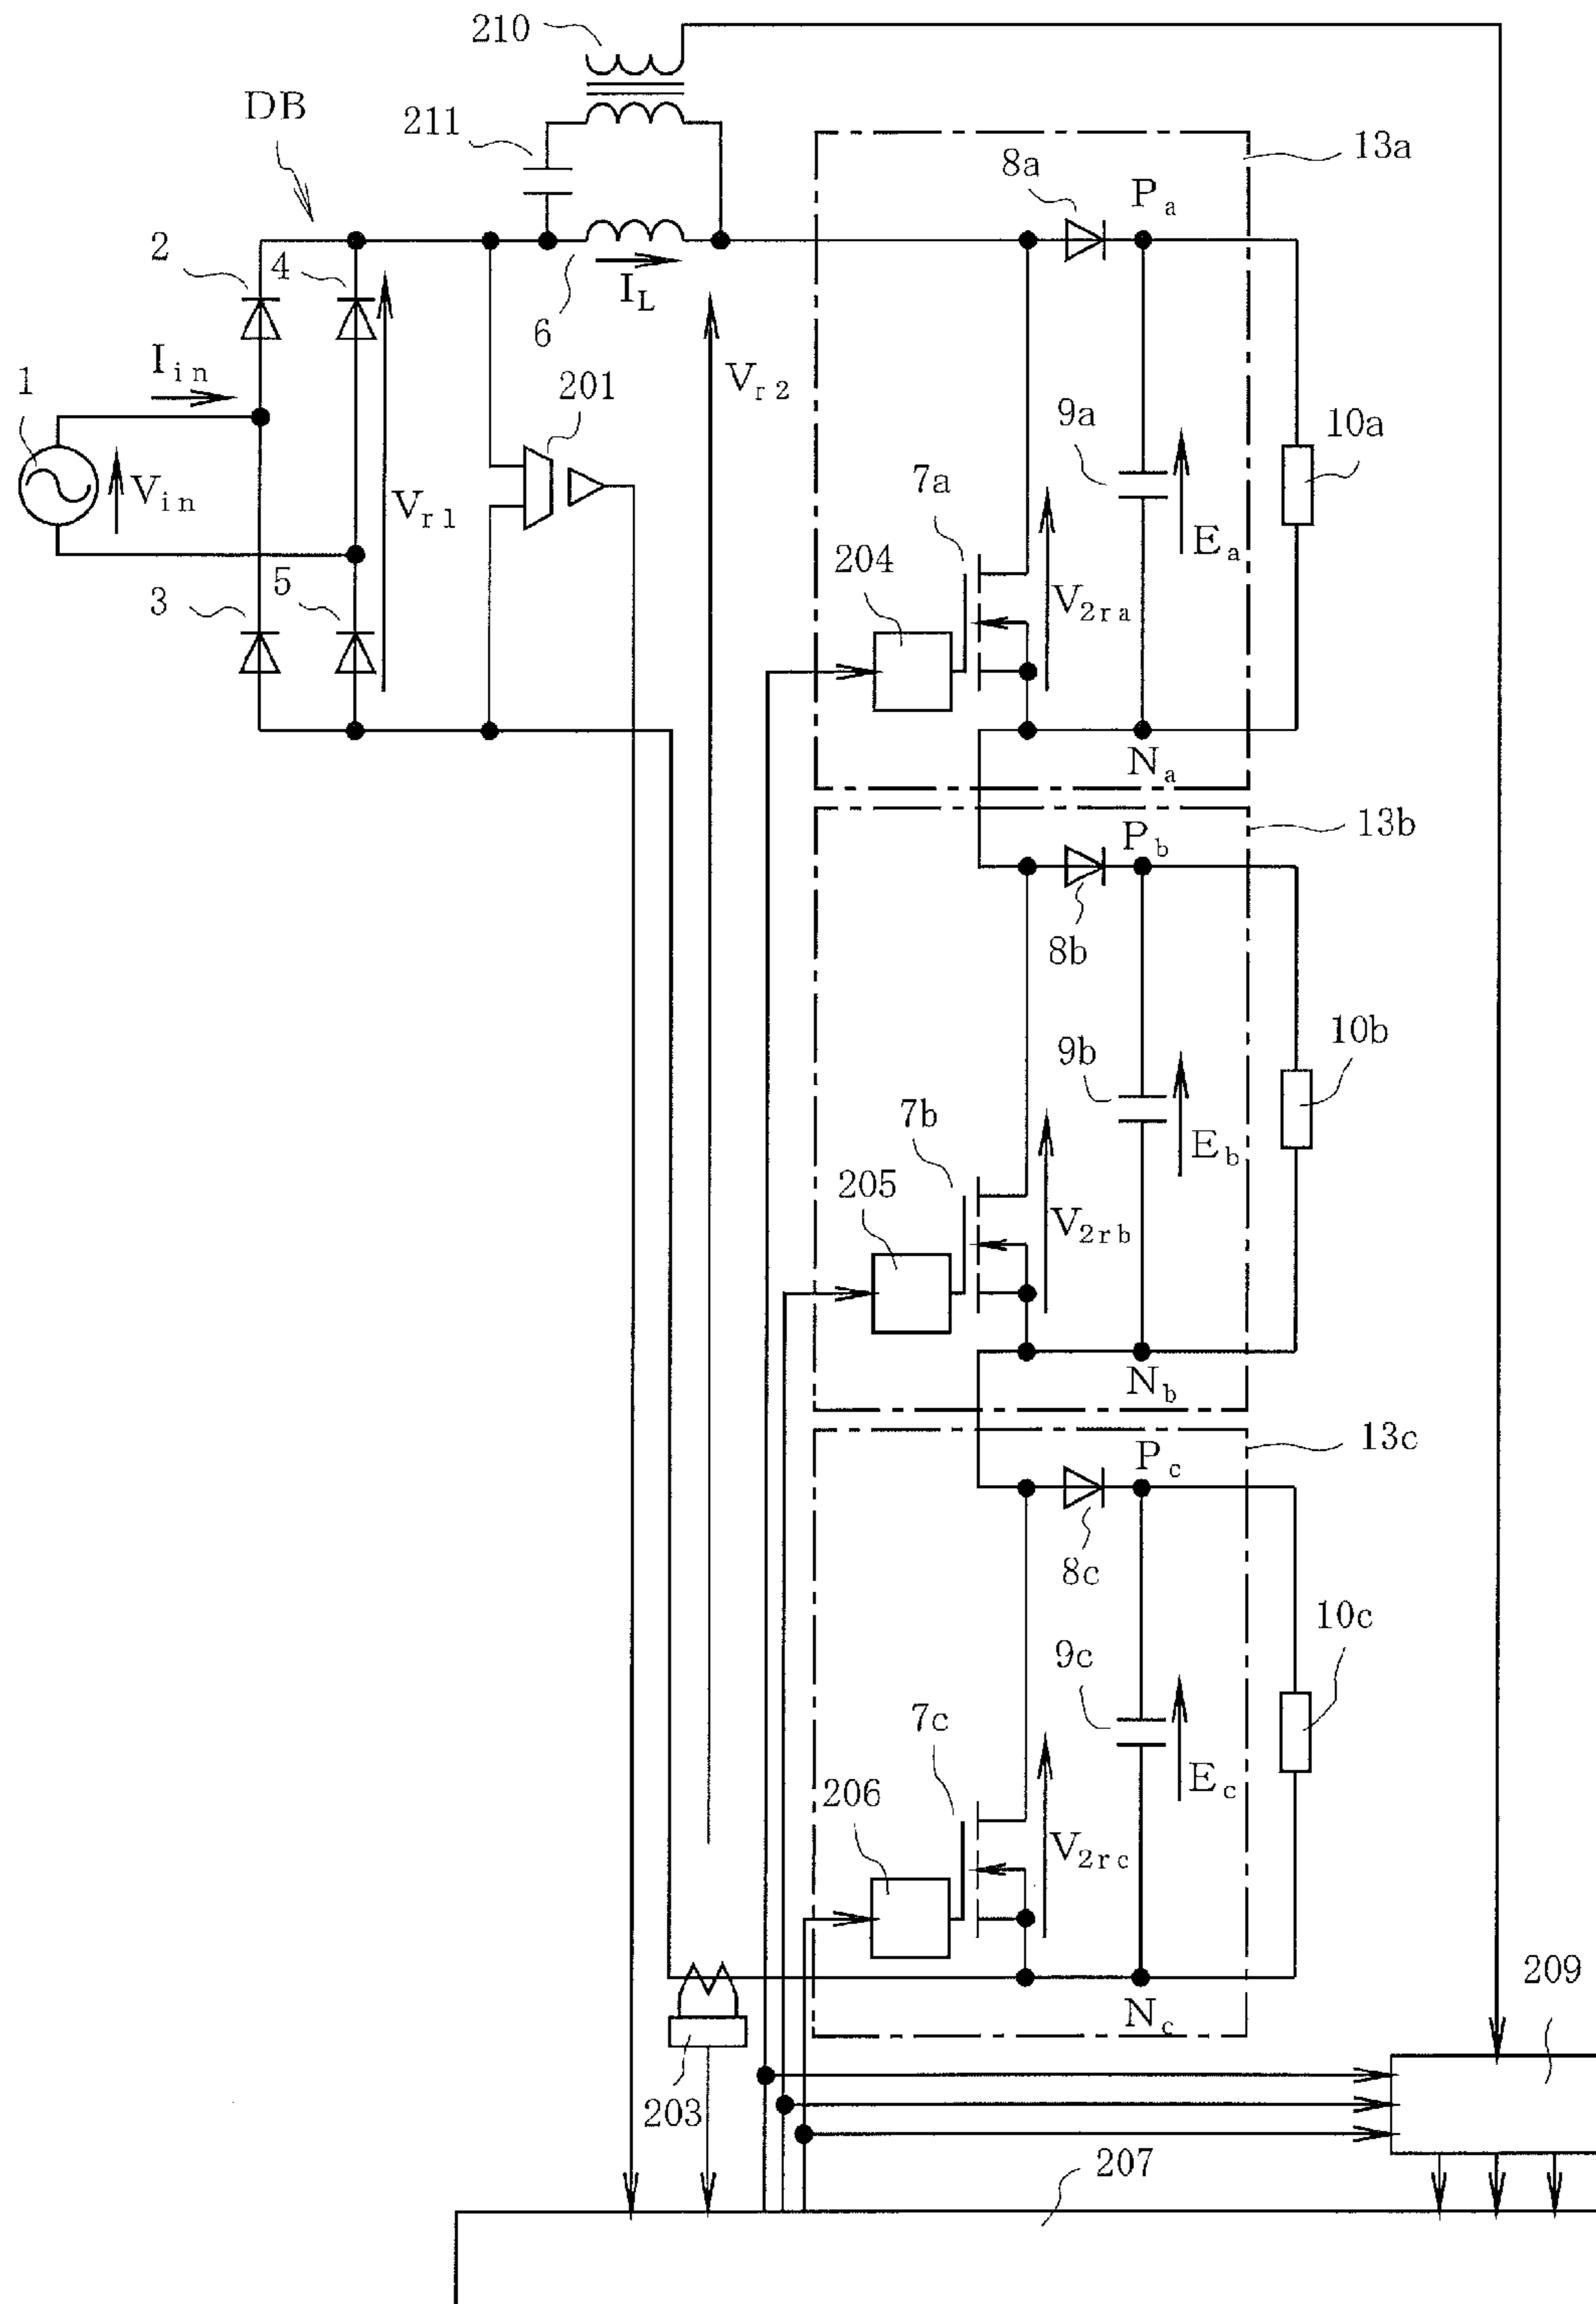 210
DB
211
13a
8a
Pa
2
4
IL
6
Iin
1
201
Vr2
9a
10a
Vin
Vr1
7a
Ea
204
V2ra
3
5
Na
13b
Pb
8b
10b
9b
7b
Eb
205
V2rb
Nb
13c
Pc
8c
10c
9c
7c
Ec
206
V2rc
209
Nc
203
207